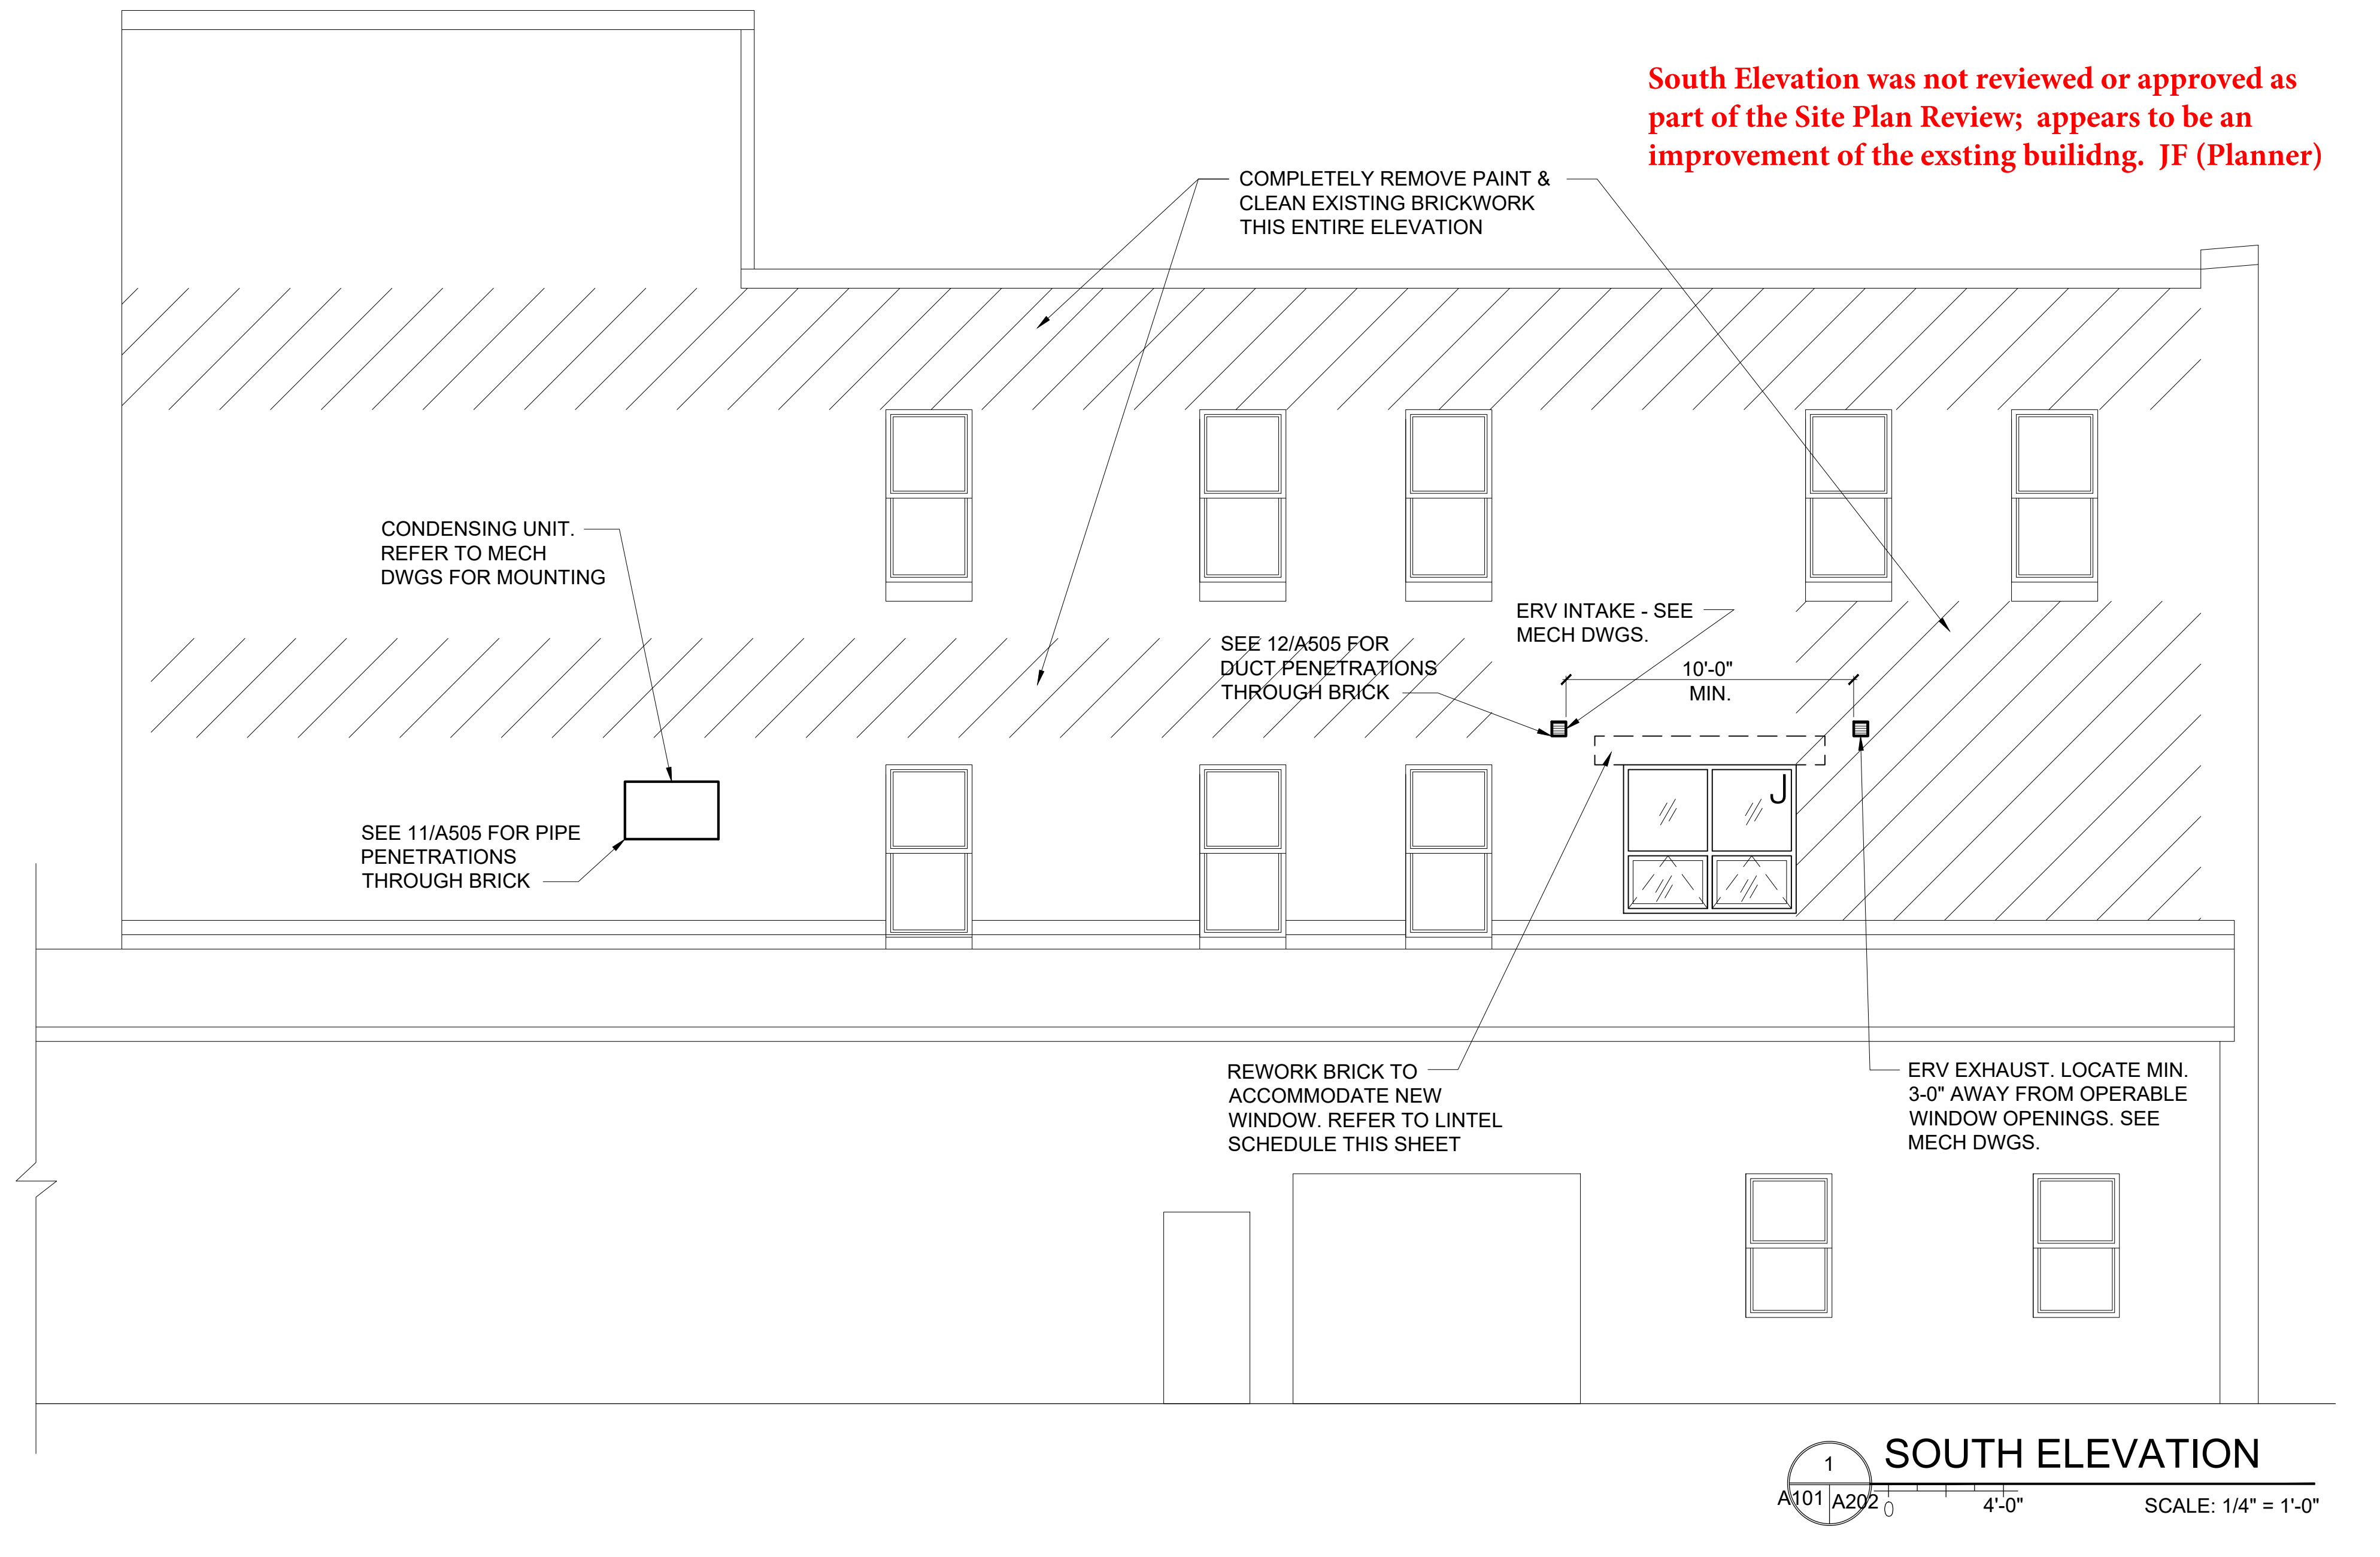 South Elevation was not reviewed or approved as
part of the Site Plan Review;  appears to be an
improvement of the exsting builidng.  JF (Planner)
COMPLETELY REMOVE PAINT &
CLEAN EXISTING BRICKWORK
THIS ENTIRE ELEVATION
CONDENSING UNIT.
REFER TO MECH
DWGS FOR MOUNTING
ERV INTAKE - SEE
MECH DWGS.
SEE 12/A505 FOR
DUCT PENETRATIONS
THROUGH BRICK
10'-0"
MIN.
J
SEE 11/A505 FOR PIPE
PENETRATIONS
THROUGH BRICK
REWORK BRICK TO
ACCOMMODATE NEW
WINDOW. REFER TO LINTEL
SCHEDULE THIS SHEET
ERV EXHAUST. LOCATE MIN.
3-0" AWAY FROM OPERABLE
WINDOW OPENINGS. SEE
MECH DWGS.
1
A101 A202
SOUTH ELEVATION
0 4'-0" SCALE: 1/4" = 1'-0"